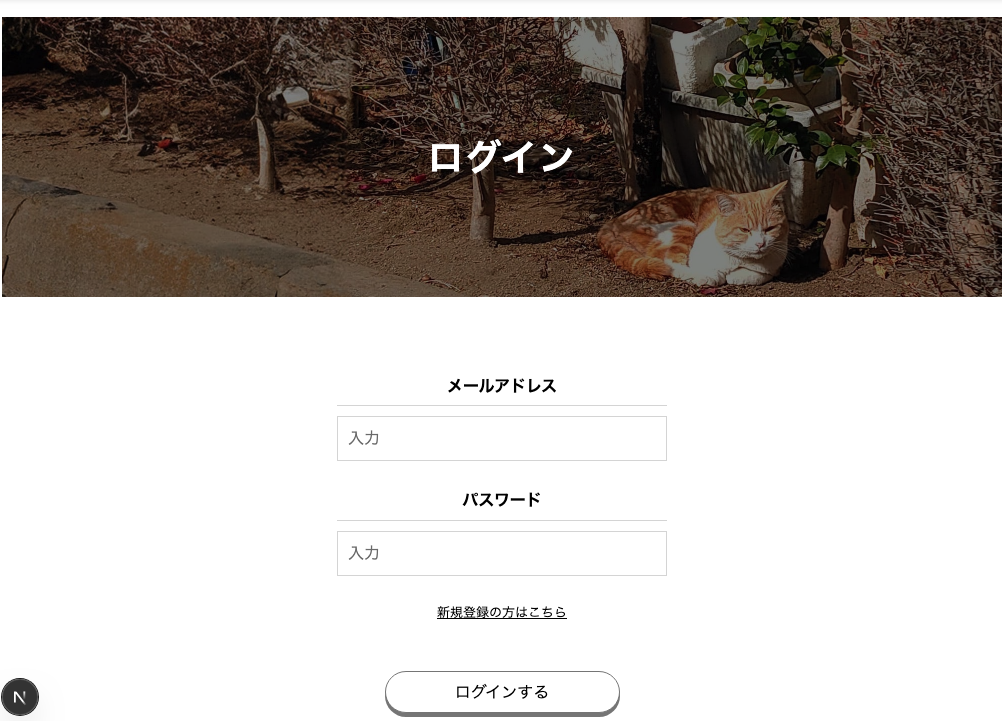 ログイン
メールアドレス
入力
パスワード
入力
新規登録の方はこちら
ログインする
N